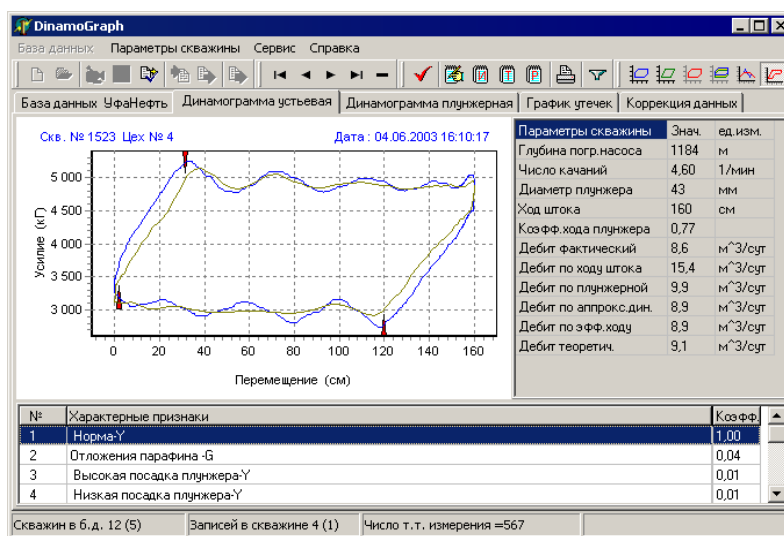 DinamoGraph
База данных Параметры скважины Сервис Справка
И Т Р
База данных УфаНефть Динамограмма устьевая Динамограмма плунжерная График утечек Коррекция данных
Скв. № 1523 Цех № 4 Дата : 04.06.2003 16:10:17
Усилие (кГ)
5 000
4 500
4 000
3 500
3 000
0 20 40 60 80 100 120 140 160
Перемещение (см)
Параметры скважины Знач. ед.изм.
Глубина погр.насоса 1184 м
Число качаний 4,60 1/мин
Диаметр плунжера 43 мм
Ход штока 160 см
Коэфф.хода плунжера 0,77
Дебит фактический 8,6 м^3/сут
Дебит по ходу штока 15,4 м^3/сут
Дебит по плунжерной 9,9 м^3/сут
Дебит по аппрокс.дин. 8,9 м^3/сут
Дебит по эфф.ходу 8,9 м^3/сут
Дебит теоретич. 9,1 м^3/сут
№ Характерные признаки Коэфф.
1 Норма-Y 1,00
2 Отложения парафина -G 0,04
3 Высокая посадка плунжера-Y 0,01
4 Низкая посадка плунжера-Y 0,01
Скважин в б.д. 12 (5) Записей в скважине 4 (1) Число т.т. измерения =567